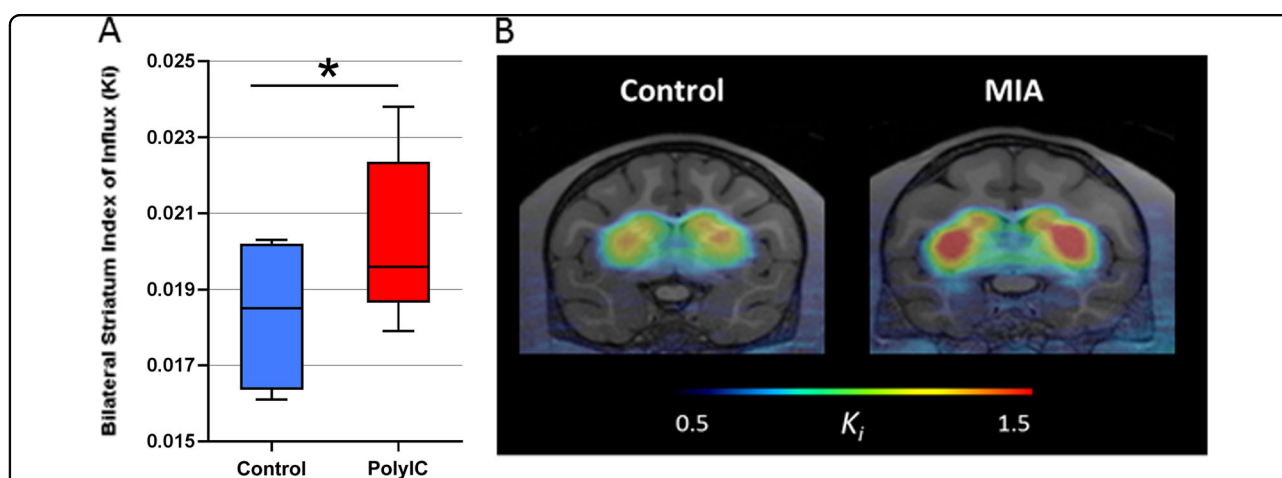 A
Bilateral Striatum Index of Influx (Ki)
0.025
0.023
0.021
0.019
0.017
0.015
*
Control
PolyIC
B
Control
MIA
0.5
Ki
1.5